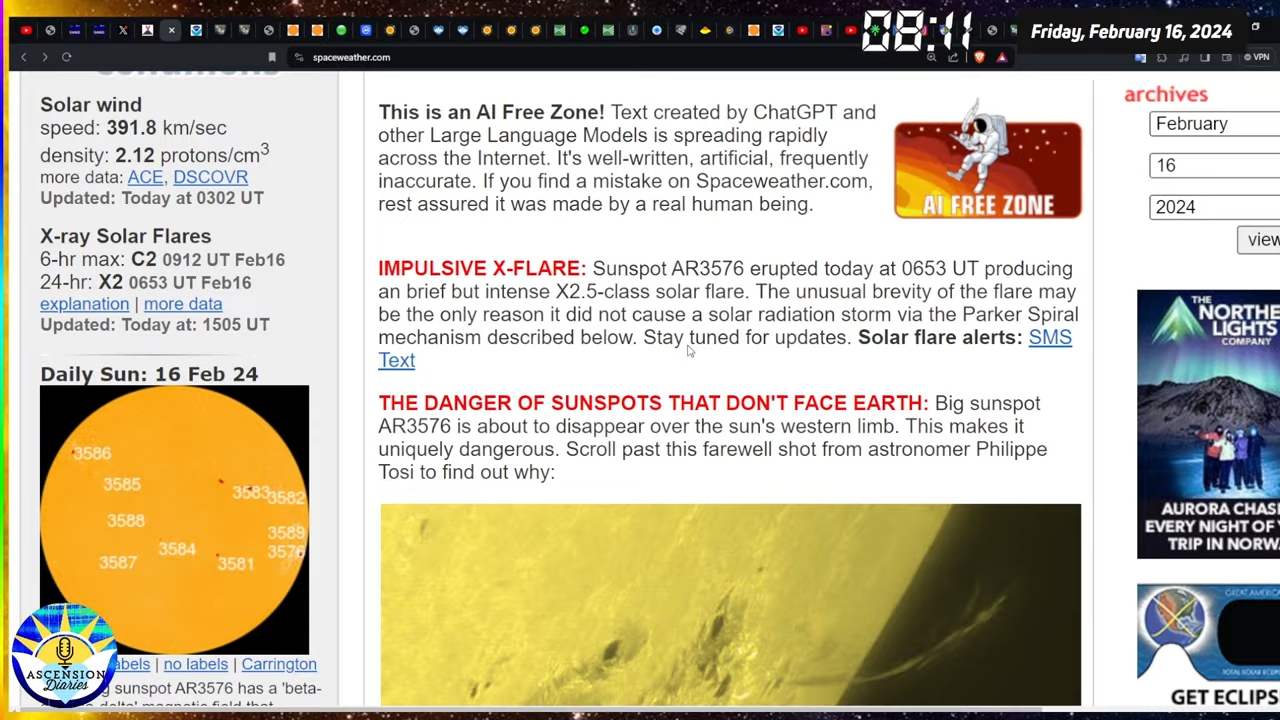 08:11
Friday, February 16, 2024
spaceweather.com
VPN
conditions
Solar wind
speed: 391.8 km/sec
density: 2.12 protons/cm3
more data: ACE, DSCOVR
Updated: Today at 0302 UT
X-ray Solar Flares
6-hr max: C2 0912 UT Feb16
24-hr: X2 0653 UT Feb16
explanation | more data
Updated: Today at: 1505 UT
Daily Sun: 16 Feb 24
3586
3585
3583
3582
3588
3589
3584
3576
3587
3581
labels | no labels | Carrington
g sunspot AR3576 has a 'beta-
ASCENSION
Diaries
This is an AI Free Zone! Text created by ChatGPT and
other Large Language Models is spreading rapidly
across the Internet. It's well-written, artificial, frequently
inaccurate. If you find a mistake on Spaceweather.com,
rest assured it was made by a real human being.
AI FREE ZONE
IMPULSIVE X-FLARE: Sunspot AR3576 erupted today at 0653 UT producing
an brief but intense X2.5-class solar flare. The unusual brevity of the flare may
be the only reason it did not cause a solar radiation storm via the Parker Spiral
mechanism described below. Stay tuned for updates. Solar flare alerts: SMS
Text
THE DANGER OF SUNSPOTS THAT DON'T FACE EARTH: Big sunspot
AR3576 is about to disappear over the sun's western limb. This makes it
uniquely dangerous. Scroll past this farewell shot from astronomer Philippe
Tosi to find out why:
archives
February
16
2024
view
THE
NORTHE
LIGHTS
COMPANY
AURORA CHAS
EVERY NIGHT OF
TRIP IN NORW
GREAT AMERICA
TOTAL SOLAR ECLIPS
GET ECLIPS